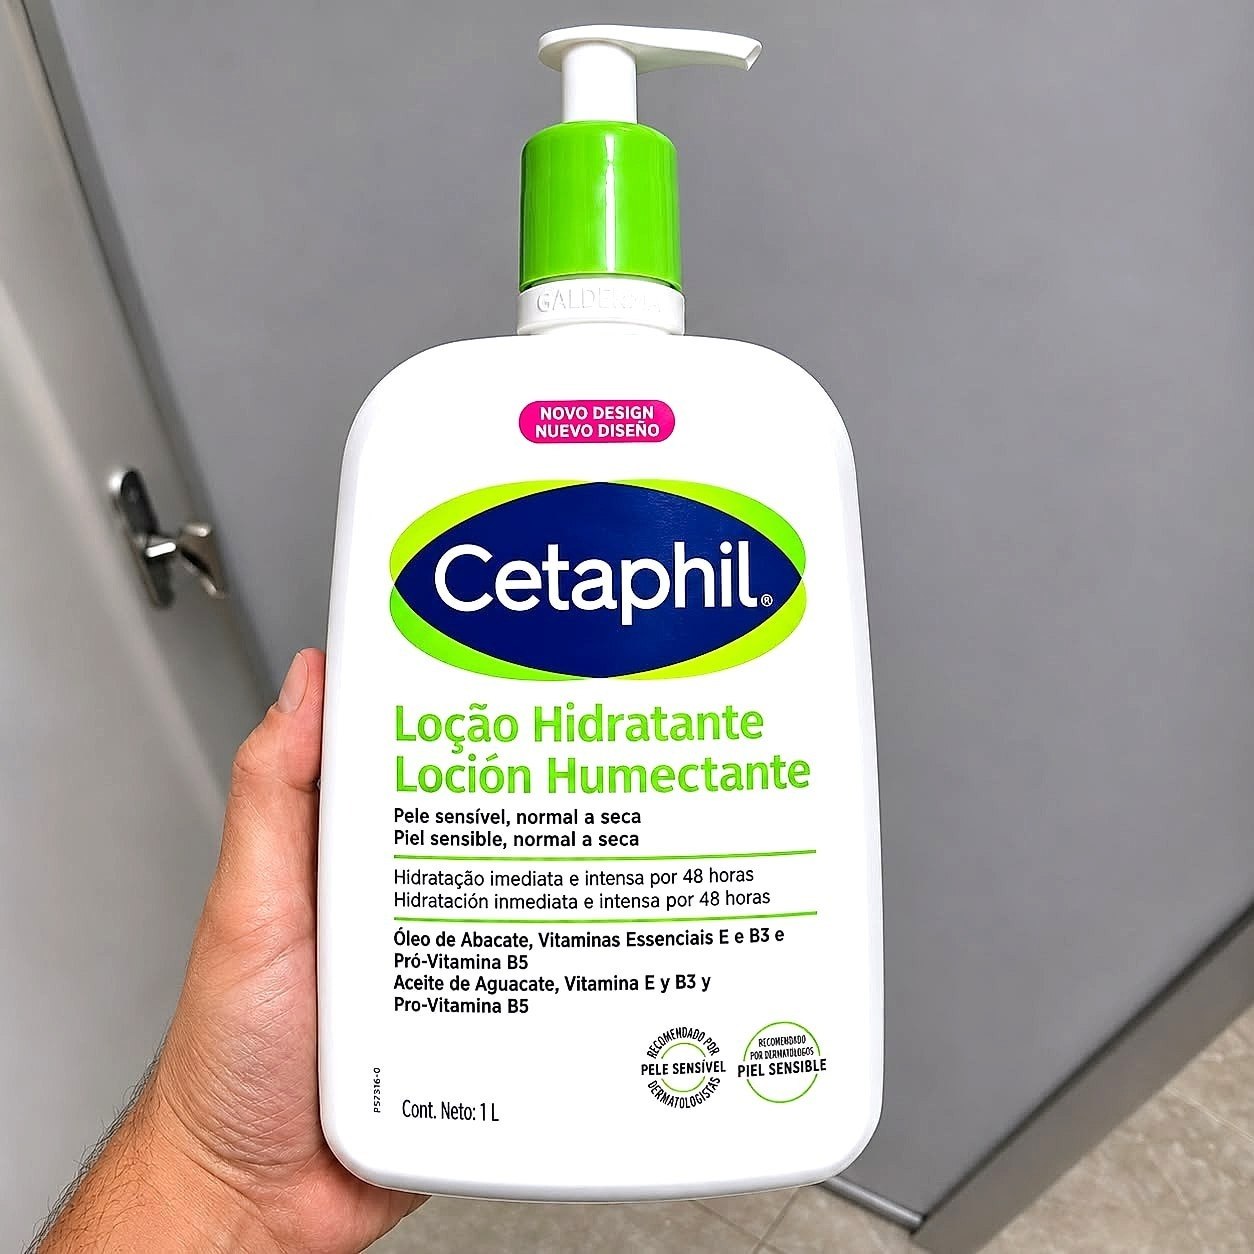 GALDERMA
NOVO DESIGN
NUEVO DISEÑO
Cetaphil®
Loção Hidratante
Loción Humectante
Pele sensível, normal a seca
Piel sensible, normal a seca
Hidratação imediata e intensa por 48 horas
Hidratación inmediata e intensa por 48 horas
Óleo de Abacate, Vitaminas Essenciais E e B3 e
Pró-Vitamina B5
Aceite de Aguacate, Vitamina E y B3 y
Pro-Vitamina B5
RECOMENDADO POR
PELE SENSÍVEL
DERMATOLOGISTAS
RECOMENDADO
POR DERMATÓLOGOS
PIEL SENSIBLE
P52316-0
Cont. Neto: 1 L